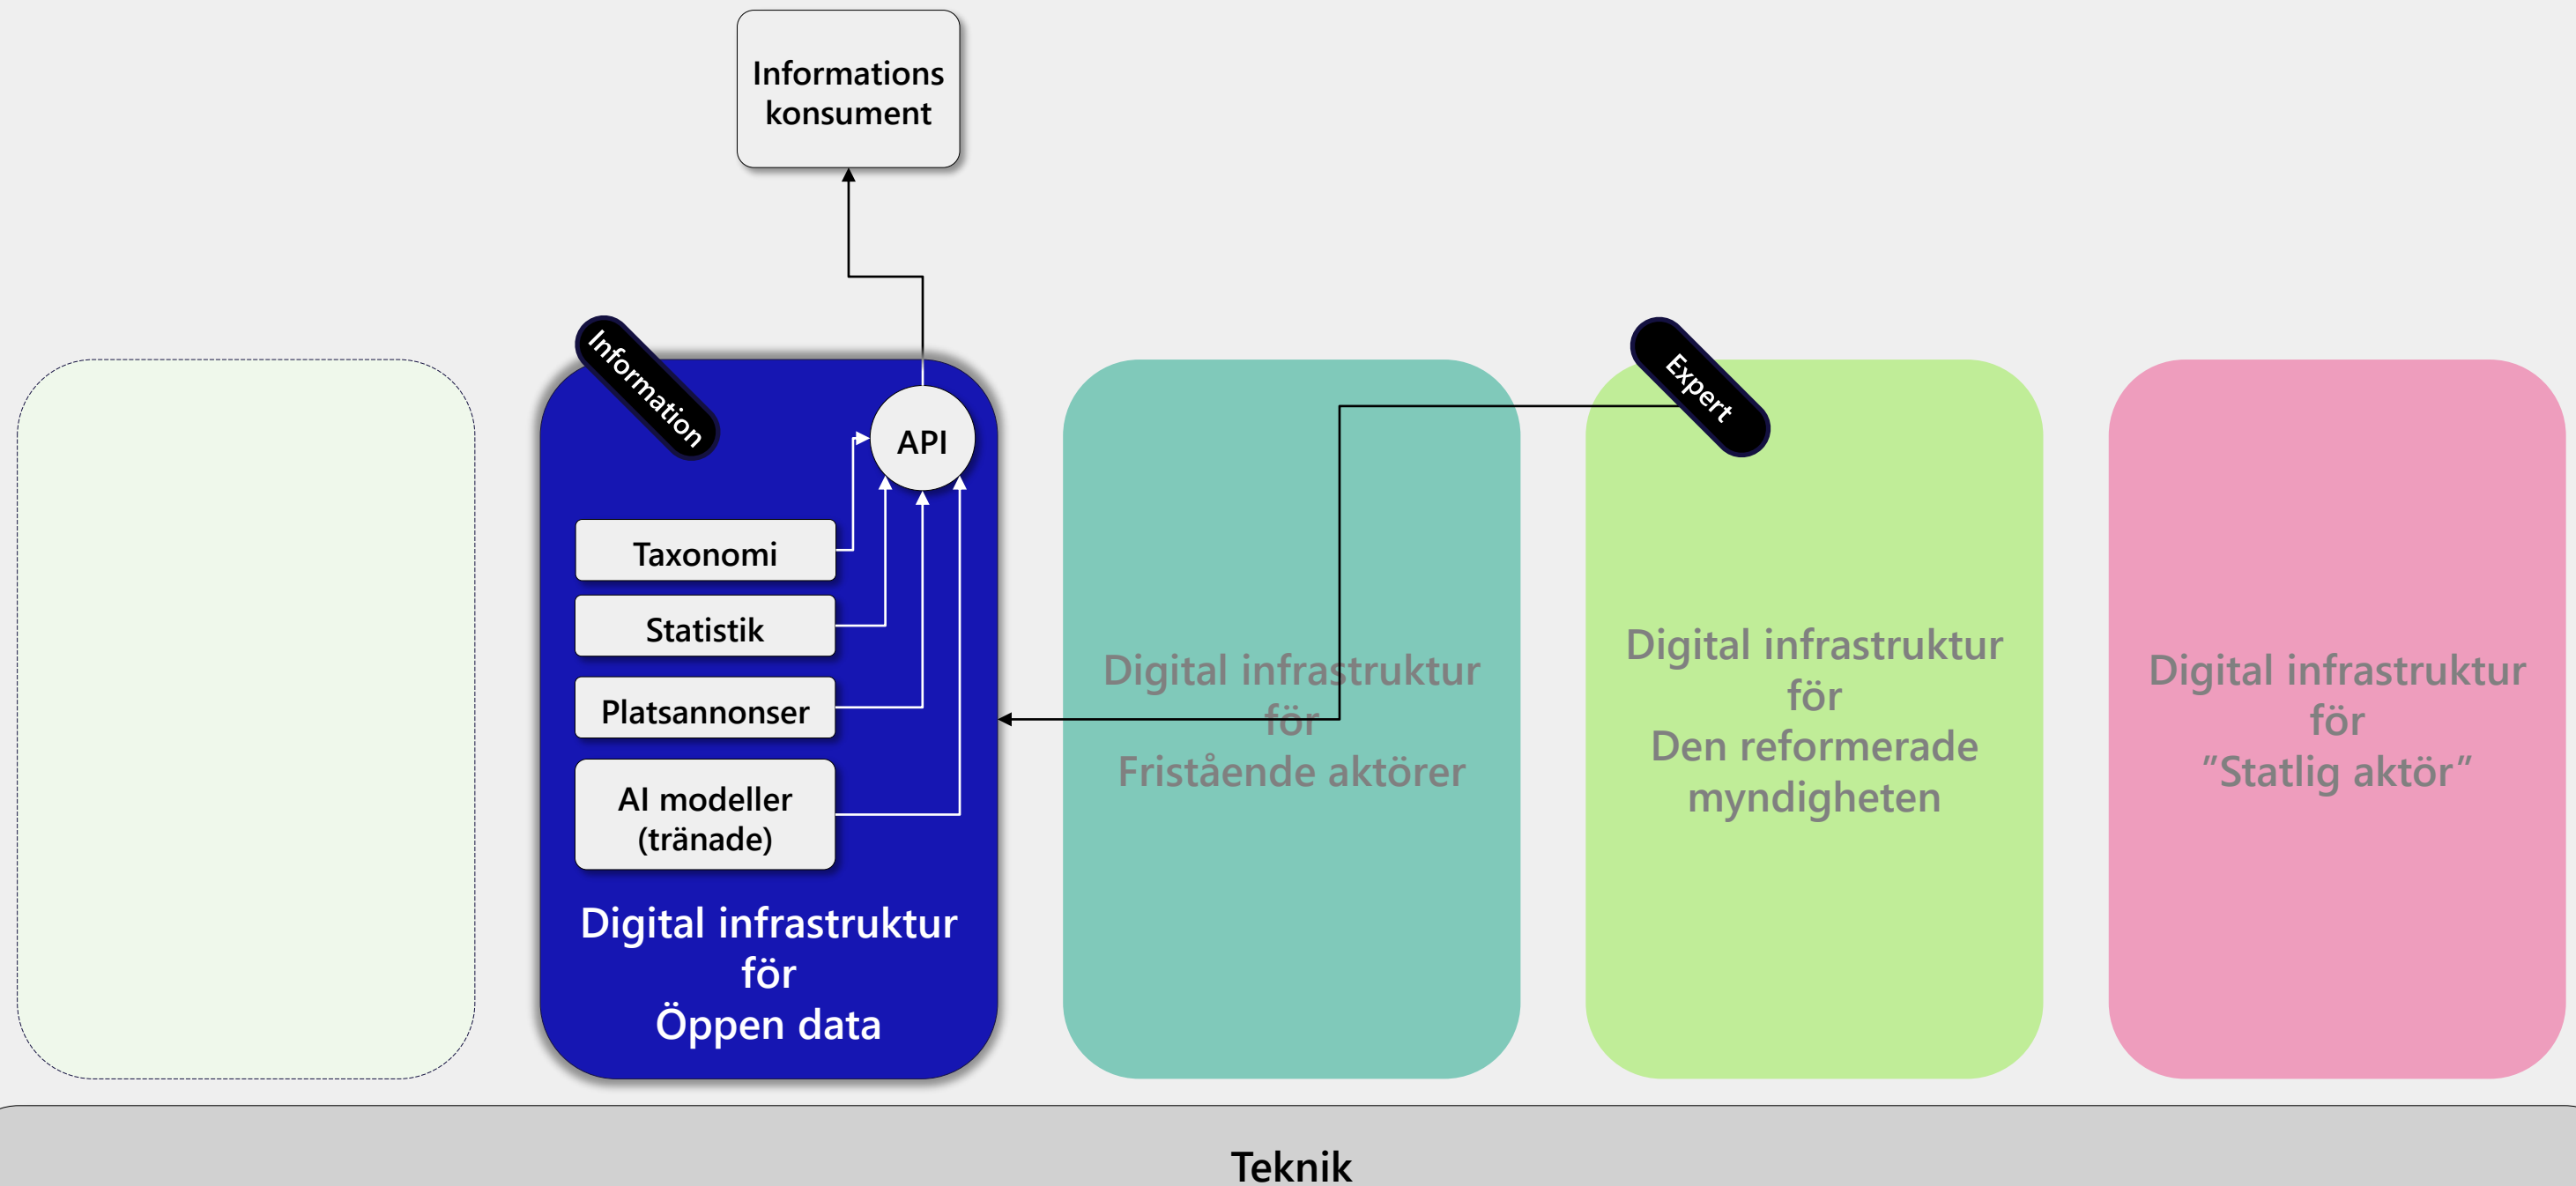 Informations
konsument
Information
API
Taxonomi
Statistik
Platsannonser
AI modeller
(tränade)
Digital infrastruktur
för
Öppen data
Digital infrastruktur
för
Fristående aktörer
Expert
Digital infrastruktur
för
Den reformerade
myndigheten
Digital infrastruktur
för
”Statlig aktör”
Teknik